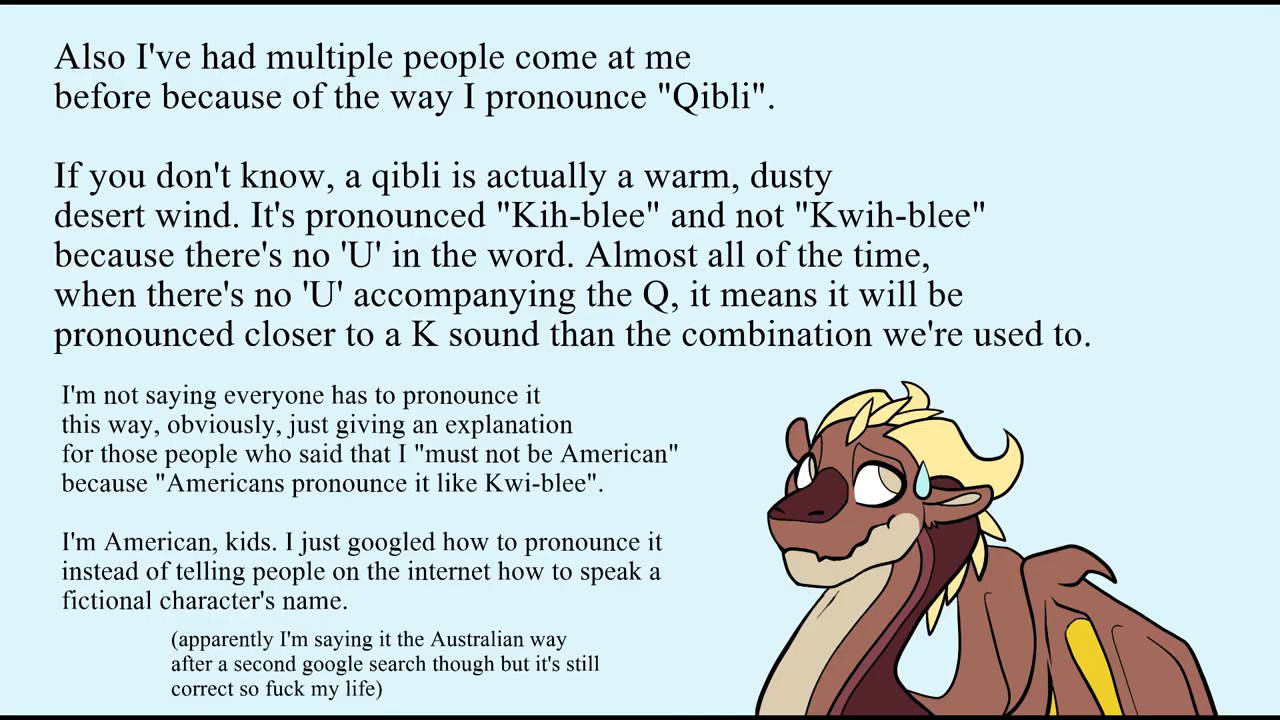 Also I've had multiple people come at me
before because of the way I pronounce "Qibli".
If you don't know, a qibli is actually a warm, dusty
desert wind. It's pronounced "Kih-blee" and not "Kwih-blee"
because there's no 'U' in the word. Almost all of the time,
when there's no 'U' accompanying the Q, it means it will be
pronounced closer to a K sound than the combination we're used to.
I'm not saying everyone has to pronounce it
this way, obviously, just giving an explanation
for those people who said that I "must not be American"
because "Americans pronounce it like Kwi-blee".
I'm American, kids. I just googled how to pronounce it
instead of telling people on the internet how to speak a
fictional character's name.
(apparently I'm saying it the Australian way
after a second google search though but it's still
correct so fuck my life)